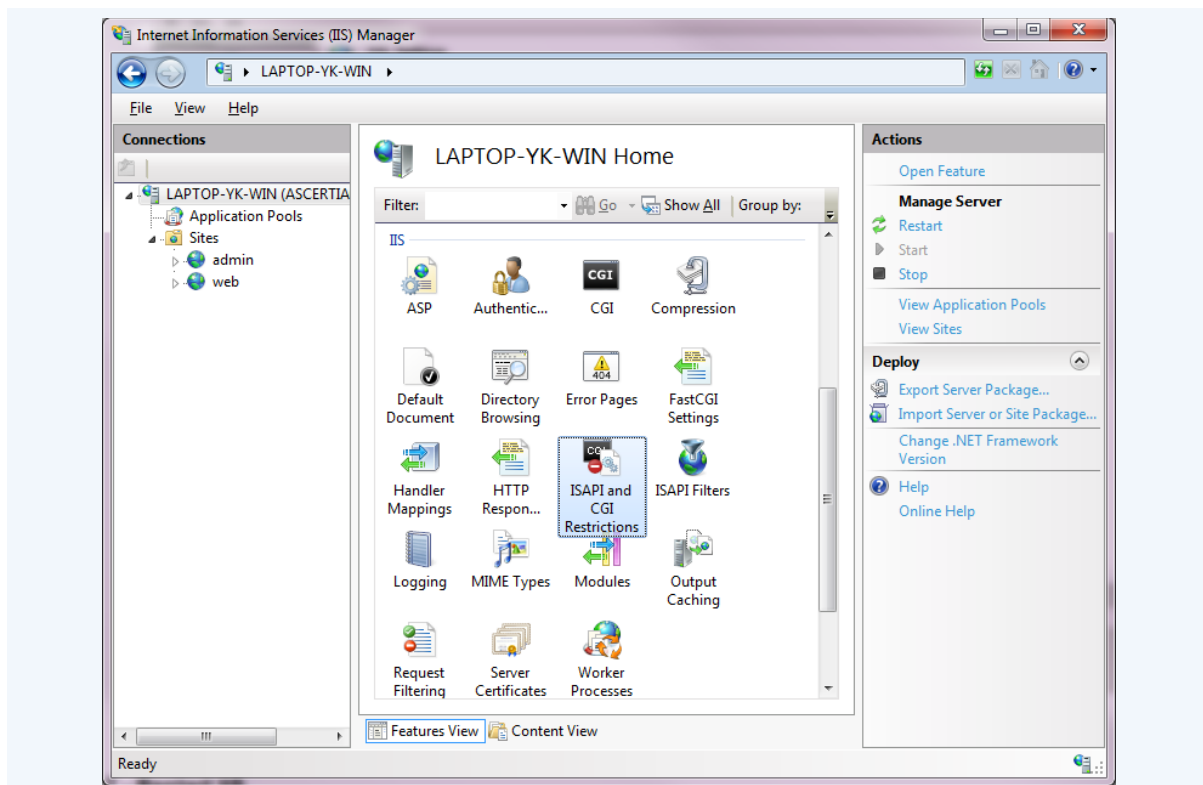 Internet Information Services (IIS) Manager
LAPTOP-YK-WIN
File View Help
Connections
LAPTOP-YK-WIN (ASCERTIA
Application Pools
Sites
admin
web
LAPTOP-YK-WIN Home
Filter: Go Show All Group by:
IIS
ASP Authentic... CGI Compression
CGI
404
Default Directory Error Pages FastCGI
Document Browsing Settings
Handler HTTP ISAPI and ISAPI Filters
Mappings Respon... CGI
Restrictions
Logging MIME Types Modules Output
Caching
Request Server Worker
Filtering Certificates Processes
Features View Content View
Actions
Open Feature
Manage Server
Restart
Start
Stop
View Application Pools
View Sites
Deploy
Export Server Package...
Import Server or Site Package...
Change .NET Framework
Version
Help
Online Help
Ready